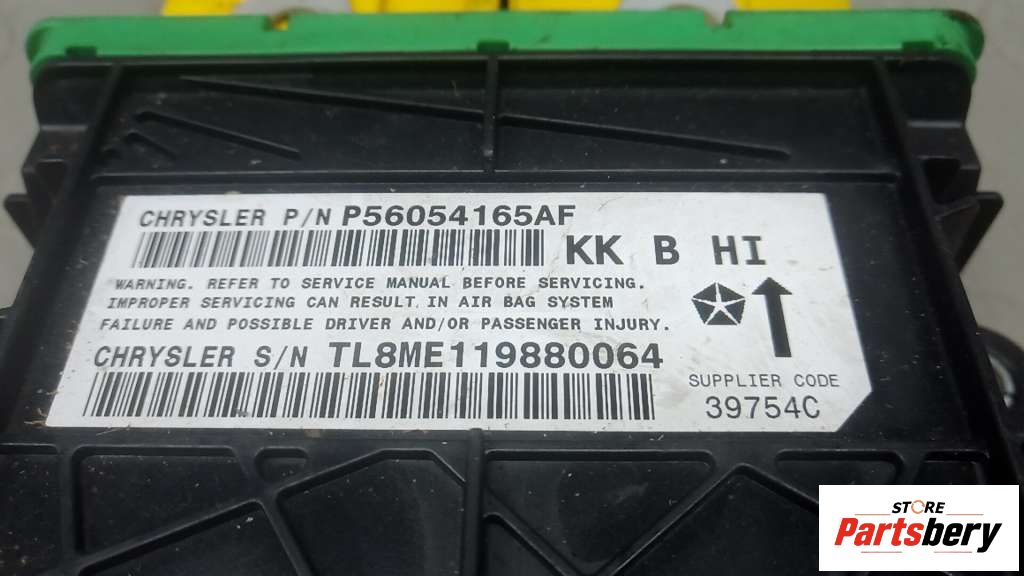 CHRYSLER P/N P56054165AF
KK B HI
WARNING. REFER TO SERVICE MANUAL BEFORE SERVICING.
IMPROPER SERVICING CAN RESULT IN AIR BAG SYSTEM
FAILURE AND POSSIBLE DRIVER AND/OR PASSENGER INJURY.
CHRYSLER S/N TL8ME119880064
SUPPLIER CODE
39754C
STORE
Partsbery